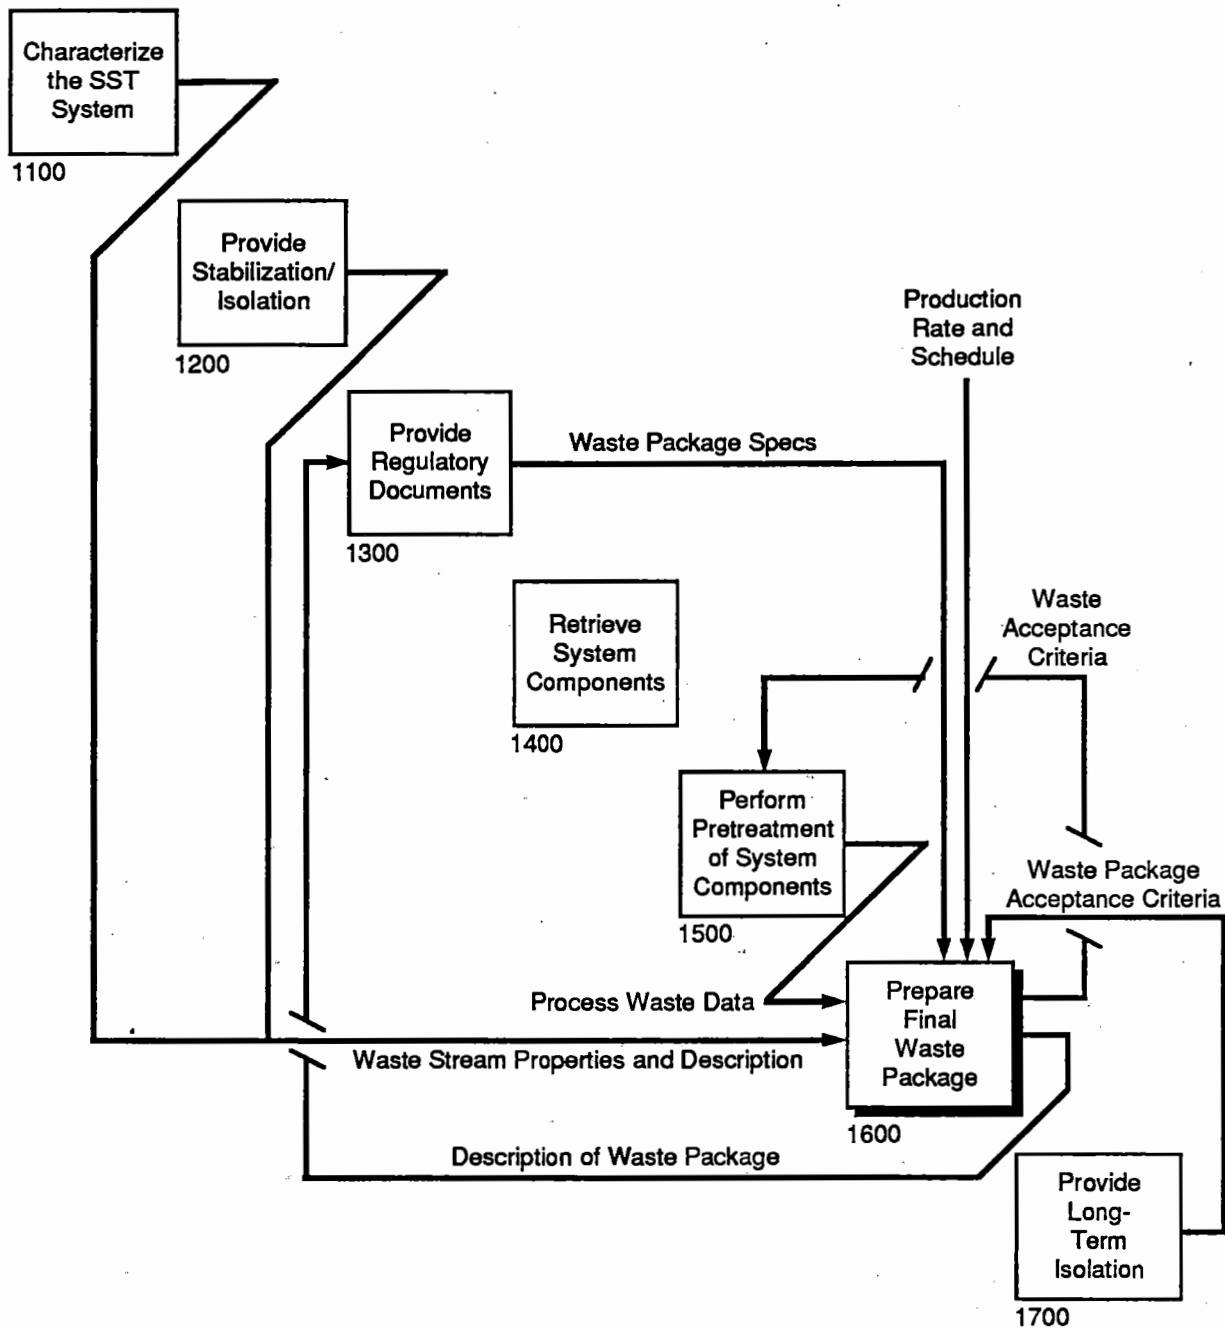 Characterize
the SST
System
1100
Provide
Stabilization/
Isolation
1200
Production
Rate and
Schedule
Provide
Regulatory
Documents
1300
Waste Package Specs
Retrieve
System
Components
1400
Waste
Acceptance
Criteria
Perform
Pretreatment
of System
Components
1500
Waste Package
Acceptance Criteria
Process Waste Data
Prepare
Final
Waste
Package
1600
Waste Stream Properties and Description
Description of Waste Package
Provide
Long-
Term
Isolation
1700